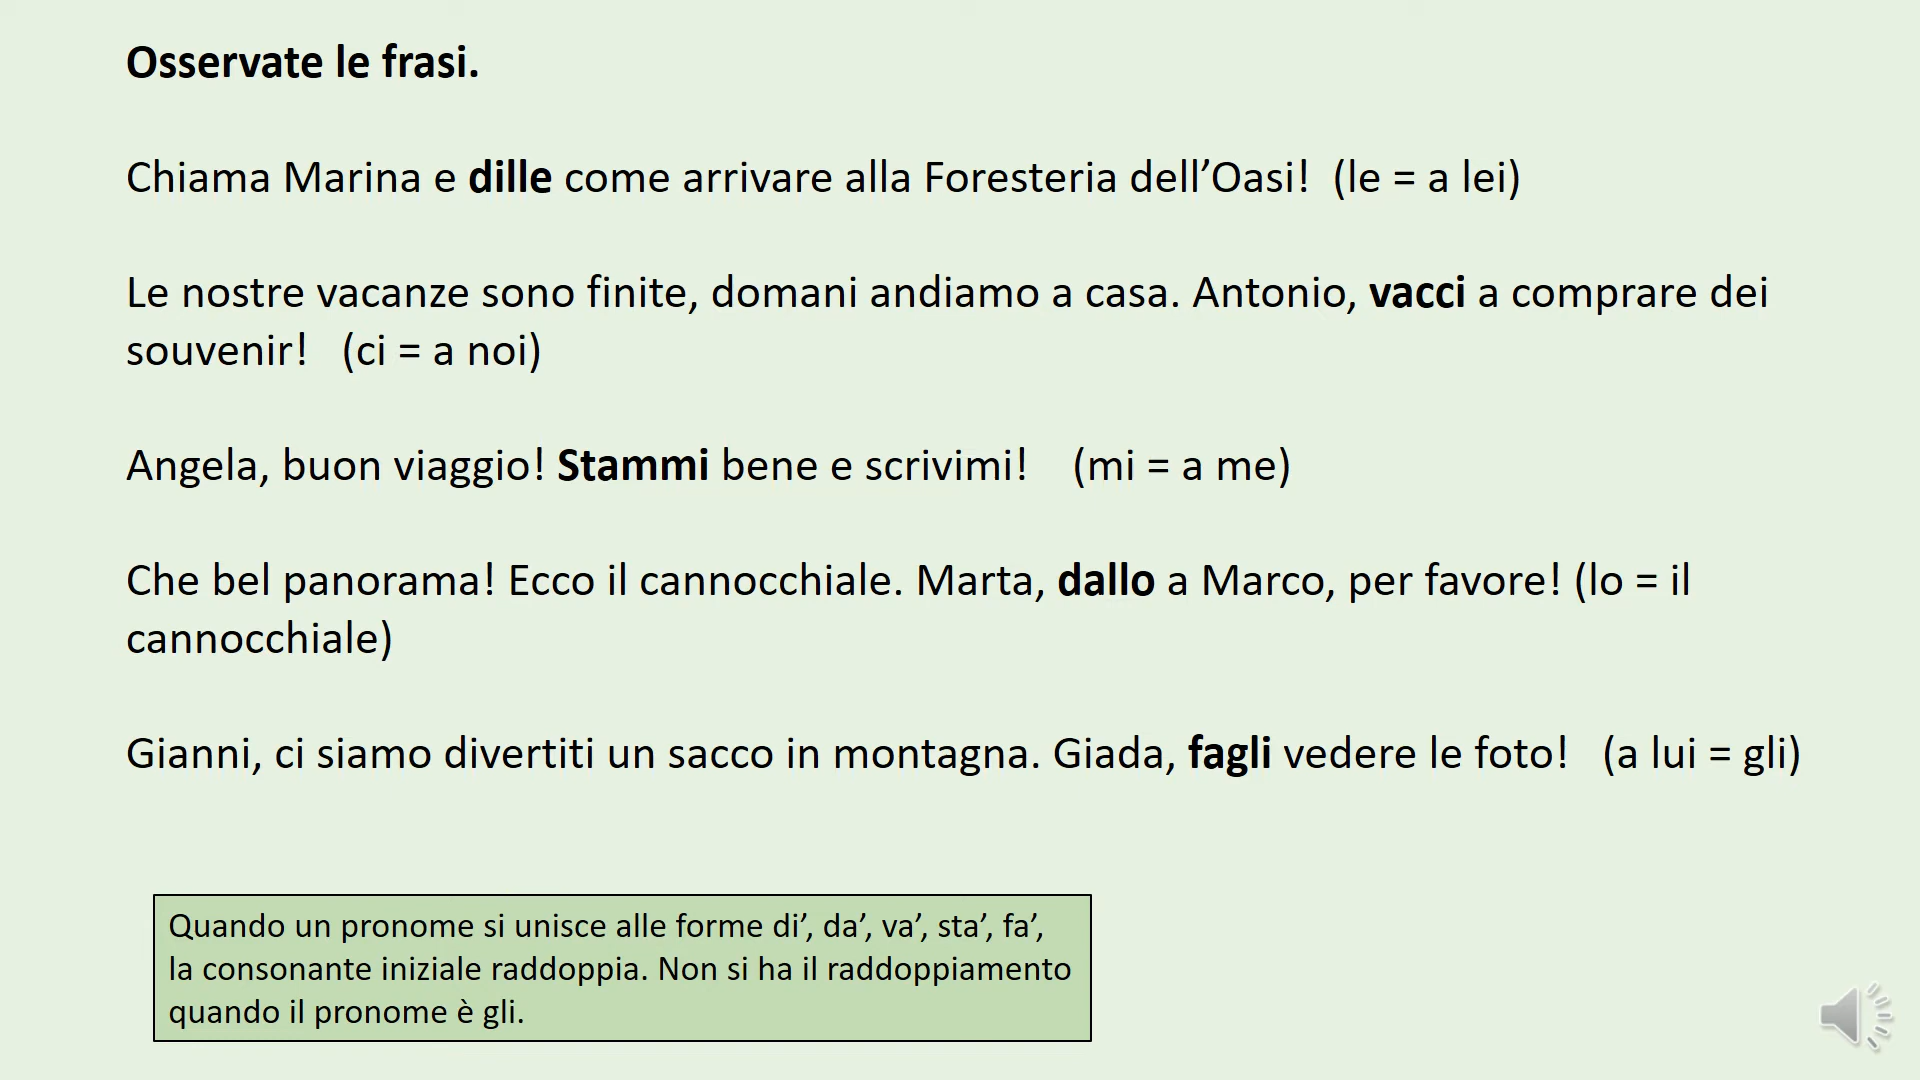 Osservate le frasi.
Chiama Marina e dille come arrivare alla Foresteria dell’Oasi!  (le = a lei)
Le nostre vacanze sono finite, domani andiamo a casa. Antonio, vacci a comprare dei
souvenir!   (ci = a noi)
Angela, buon viaggio! Stammi bene e scrivimi!    (mi = a me)
Che bel panorama! Ecco il cannocchiale. Marta, dallo a Marco, per favore! (lo = il
cannocchiale)
Gianni, ci siamo divertiti un sacco in montagna. Giada, fagli vedere le foto!   (a lui = gli)
Quando un pronome si unisce alle forme di’, da’, va’, sta’, fa’,
la consonante iniziale raddoppia. Non si ha il raddoppiamento
quando il pronome è gli.